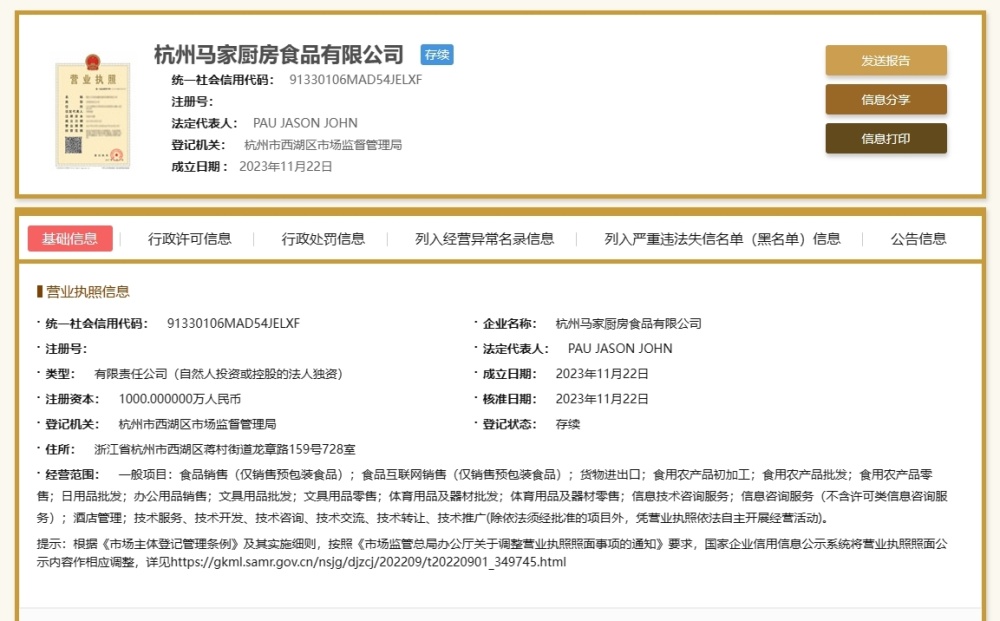 杭州马家厨房食品有限公司 存续
营业执照
统一社会信用代码： 91330106MAD54JELXF
注册号：
法定代表人： PAU JASON JOHN
登记机关： 杭州市西湖区市场监督管理局
成立日期： 2023年11月22日
发送报告
信息分享
信息打印
基础信息 行政许可信息 行政处罚信息 列入经营异常名录信息 列入严重违法失信名单（黑名单）信息 公告信息
营业执照信息
· 统一社会信用代码： 91330106MAD54JELXF
· 企业名称： 杭州马家厨房食品有限公司
· 注册号：
· 法定代表人： PAU JASON JOHN
· 类型： 有限责任公司（自然人投资或控股的法人独资）
· 成立日期： 2023年11月22日
· 注册资本： 1000.000000万人民币
· 核准日期： 2023年11月22日
· 登记机关： 杭州市西湖区市场监督管理局
· 登记状态： 存续
· 住所： 浙江省杭州市西湖区蒋村街道龙章路159号728室
· 经营范围： 一般项目：食品销售（仅销售预包装食品）；食品互联网销售（仅销售预包装食品）；货物进出口；食用农产品初加工；食用农产品批发；食用农产品零
售；日用品批发；办公用品销售；文具用品批发；文具用品零售；体育用品及器材批发；体育用品及器材零售；信息技术咨询服务；信息咨询服务（不含许可类信息咨询服
务）；酒店管理；技术服务、技术开发、技术咨询、技术交流、技术转让、技术推广(除依法须经批准的项目外，凭营业执照依法自主开展经营活动)。
提示：根据《市场主体登记管理条例》及其实施细则，按照《市场监管总局办公厅关于调整营业执照照面事项的通知》要求，国家企业信用信息公示系统将营业执照照面公
示内容作相应调整，详见https://gkml.samr.gov.cn/nsjg/djzcj/202209/t20220901_349745.html